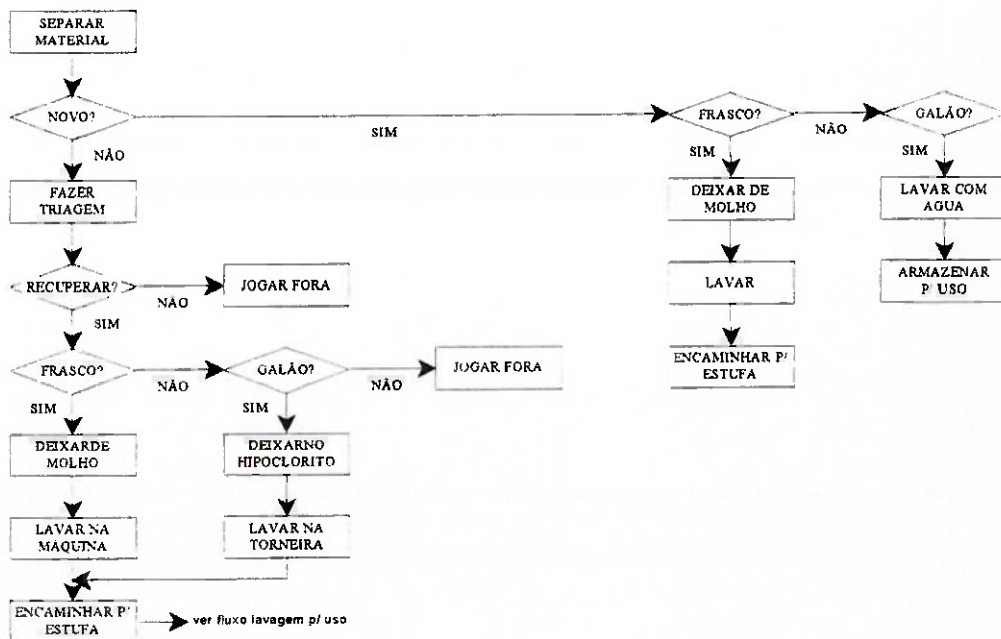 SEPARAR
MATERIAL
NOVO?
SIM
FRASCO?
NÃO
GALÃO?
NÃO
SIM
SIM
FAZER
TRIAGEM
DEIXAR DE
MOLHO
LAVAR COM
AGUA
RECUPERAR?
NÃO
JOGAR FORA
LAVAR
ARMAZENAR
P/ USO
SIM
FRASCO?
NÃO
GALÃO?
NÃO
JOGAR FORA
ENCAMINHAR P/
ESTUFA
SIM
SIM
DEIXARDE
MOLHO
DEIXARNO
HIPOCLORITO
LAVAR NA
MAQUINA
LAVAR NA
TORNEIRA
ENCAMINHAR P/
ESTUFA
ver fluxo lavagem p/ uso